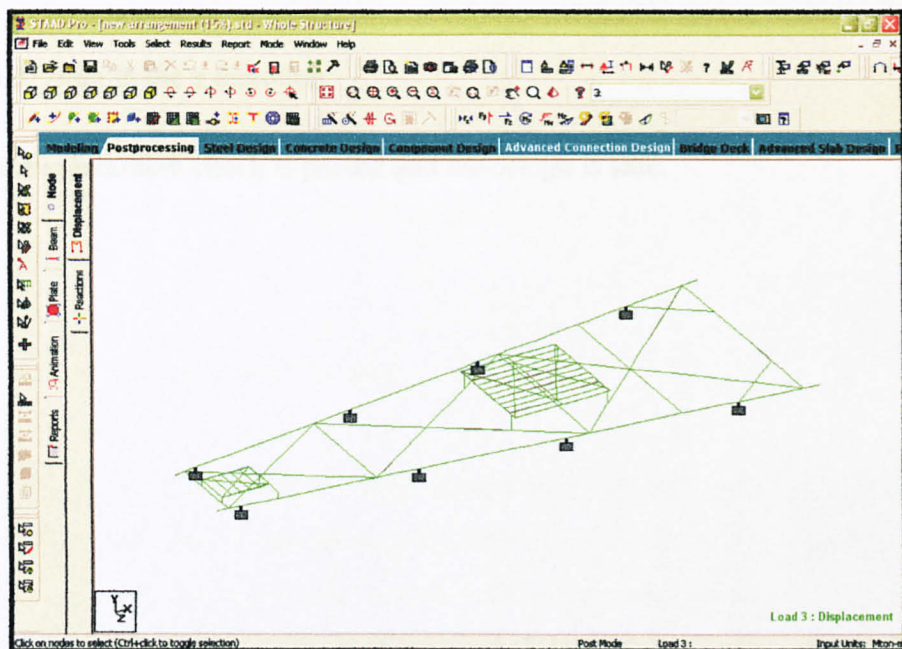 STAAD.Pro - [new arrangement (15%).std - Whole Structure]
File Edit View Tools Select Results Report Mode Window Help
3:
Modeling Postprocessing Steel Design Concrete Design Component Design Advanced Connection Design Bridge Deck Advanced Slab Design
Node
Beam
Plate
Animation
Reports
Displacement
Reactions
Y
X
Z
Load 3 : Displacement
Click on nodes to select (Ctrl+click to toggle selection) Post Mode Load 3 : Input Units: Mton-m